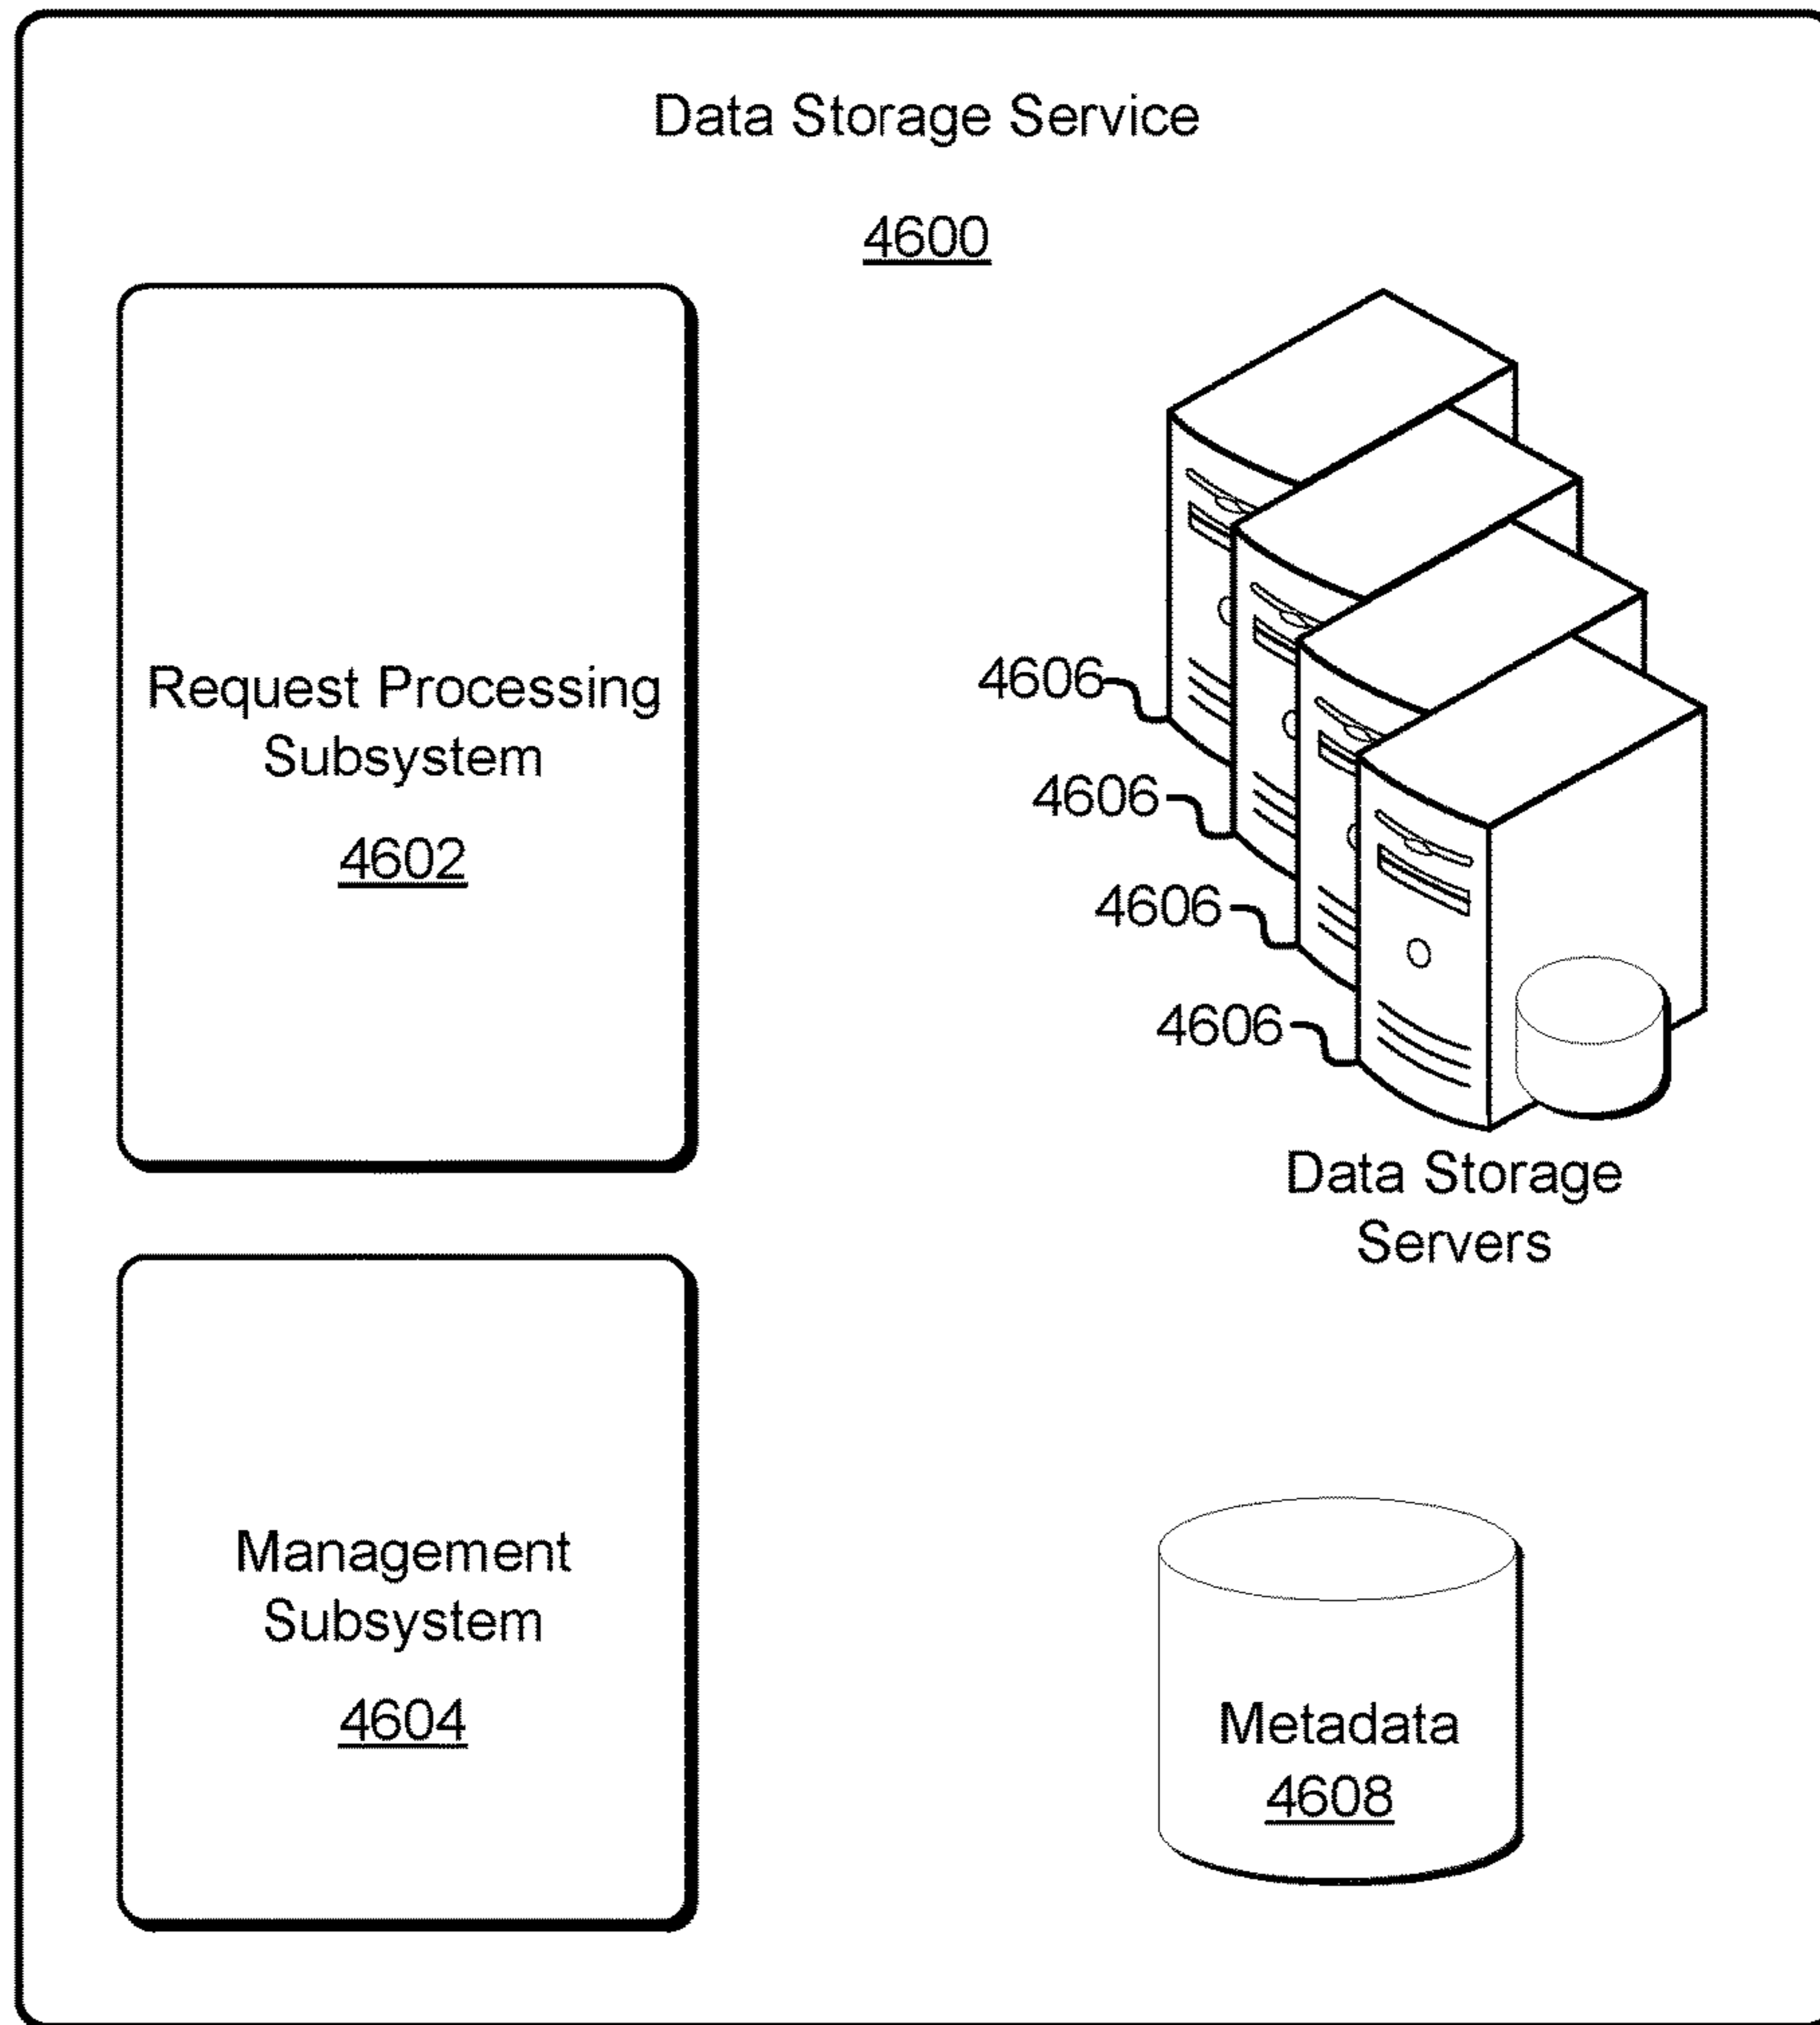 Data Storage Service
4600
Request Processing
Subsystem
4602
4606
4606
4606
4606
Data Storage
Servers
Management
Subsystem
4604
Metadata
4608